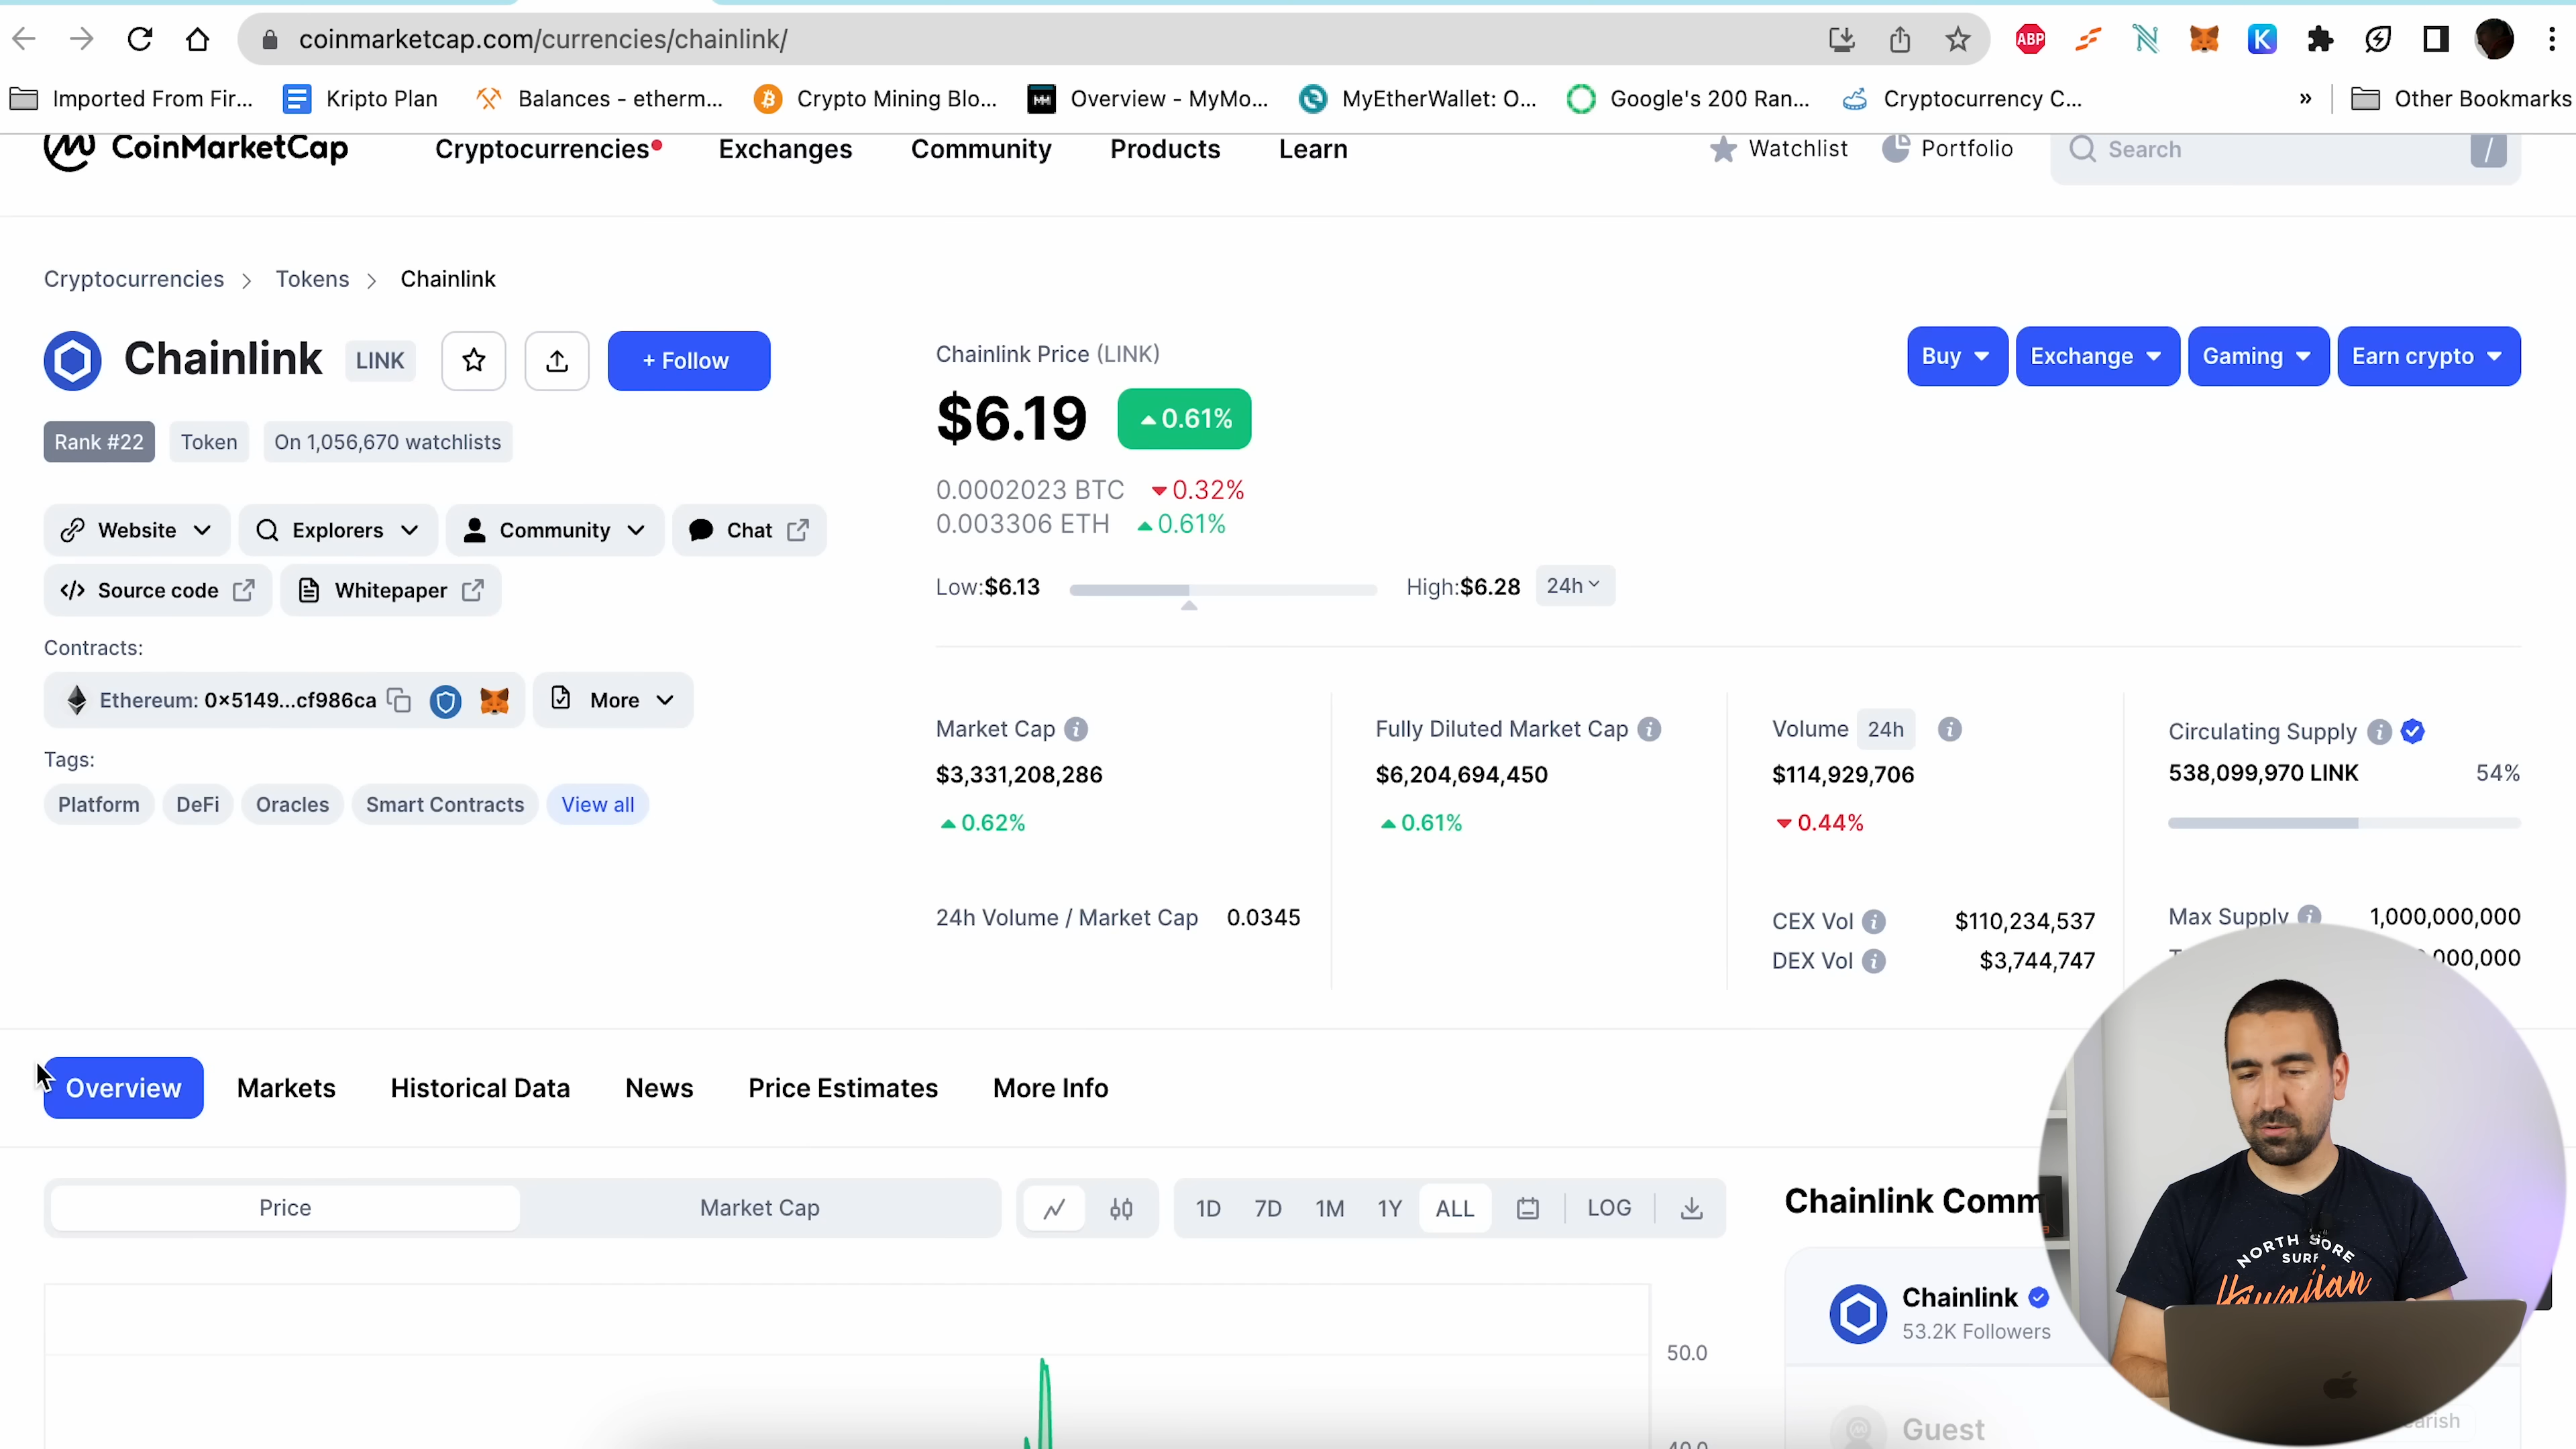 coinmarketcap.com/currencies/chainlink/
ABP
K
Imported From Fir...
Kripto Plan
Balances - etherm...
Crypto Mining Blo...
Overview - MyMo...
MyEtherWallet: O...
Google's 200 Ran...
Cryptocurrency C...
»
Other Bookmarks
CoinMarketCap
Cryptocurrencies
Exchanges
Community
Products
Learn
Watchlist
Portfolio
Search
/
Cryptocurrencies > Tokens > Chainlink
Chainlink LINK
+ Follow
Rank #22
Token
On 1,056,670 watchlists
Website
Explorers
Community
Chat
Source code
Whitepaper
Contracts:
Ethereum: 0x5149...cf986ca
More
Tags:
Platform
DeFi
Oracles
Smart Contracts
View all
Chainlink Price (LINK)
$6.19 0.61%
0.0002023 BTC 0.32%
0.003306 ETH 0.61%
Low:$6.13
High:$6.28
24h
Buy
Exchange
Gaming
Earn crypto
Market Cap
$3,331,208,286
0.62%
24h Volume / Market Cap 0.0345
Fully Diluted Market Cap
$6,204,694,450
0.61%
Volume 24h
$114,929,706
0.44%
CEX Vol $110,234,537
DEX Vol $3,744,747
Circulating Supply
538,099,970 LINK 54%
Max Supply 1,000,000,000
000,000
Overview
Markets
Historical Data
News
Price Estimates
More Info
Price
Market Cap
1D
7D
1M
1Y
ALL
LOG
50.0
40.0
Chainlink Comm
Chainlink
53.2K Followers
Guest
earish
NORTH SORE
SURF
Hawaiian